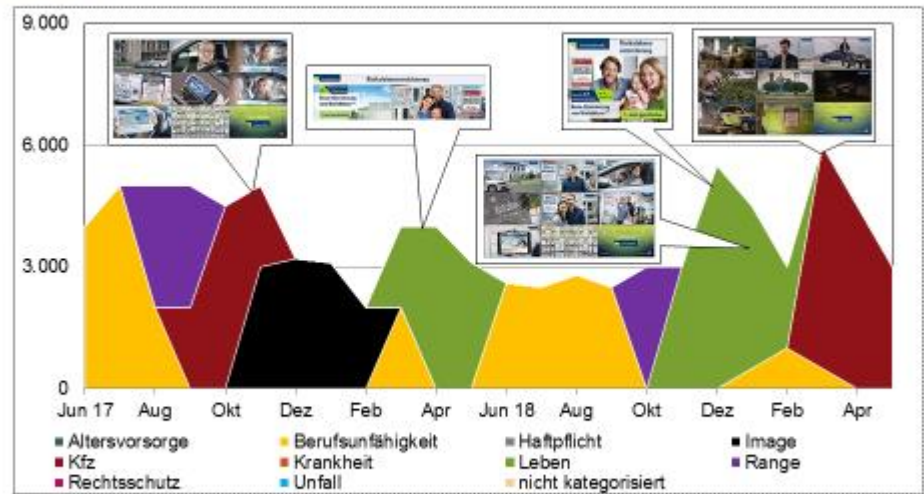 9.000
6.000
3.000
0
Jun 17 Aug Okt Dez Feb Apr Jun 18 Aug Okt Dez Feb Apr
Altersvorsorge Berufsunfähigkeit Haftpflicht Image
Kfz Krankheit Leben Range
Rechtsschutz Unfall nicht kategorisiert